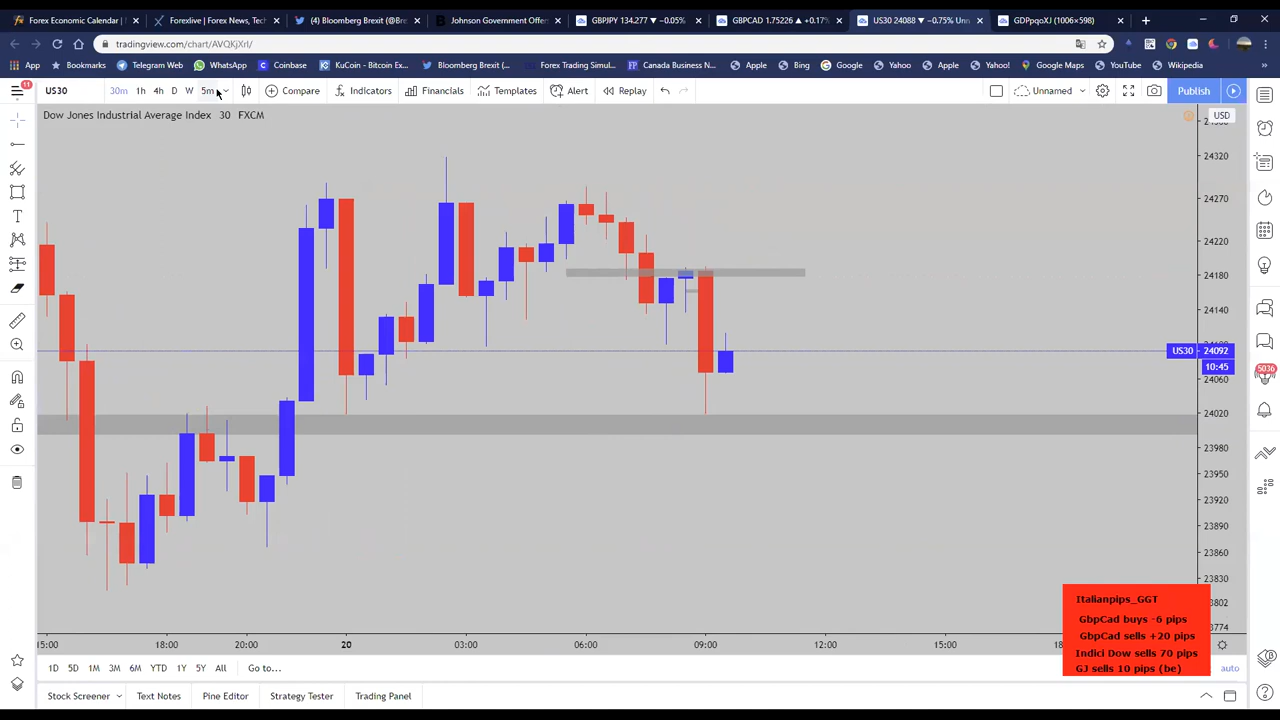 Forex Economic Calendar |
Forexlive | Forex News, Tech
(4) Bloomberg Brexit (@Bre
Johnson Government Offer
GBPJPY 134.277 ▼ −0.05%
GBPCAD 1.75226 ▲ +0.17%
US30 24088 ▼ −0.75% Unn
GDPpqoXJ (1006×598)
tradingview.com/chart/AVQKjXrI/
App
Bookmarks
Telegram Web
WhatsApp
Coinbase
KuCoin - Bitcoin Ex...
Bloomberg Brexit (...
Forex Trading Simul...
Canada Business N...
Apple
Bing
Google
Yahoo
Apple
Yahoo!
Google Maps
YouTube
Wikipedia
11
US30
30m
1h
4h
D
W
5m
Compare
Indicators
Financials
Templates
Alert
Replay
Unnamed
Publish
Dow Jones Industrial Average Index 30 FXCM
USD
24320
24270
24220
24180
24140
US30 24092
10:45
24060
24020
23980
23950
23920
23890
23860
23830
23802
23774
5036
Italianpips_GGT
GbpCad buys -6 pips
GbpCad sells +20 pips
Indici Dow sells 70 pips
GJ sells 10 pips (be)
15:00
18:00
20:00
20
03:00
06:00
09:00
12:00
15:00
1D
5D
1M
3M
6M
YTD
1Y
5Y
All
Go to...
auto
Stock Screener
Text Notes
Pine Editor
Strategy Tester
Trading Panel